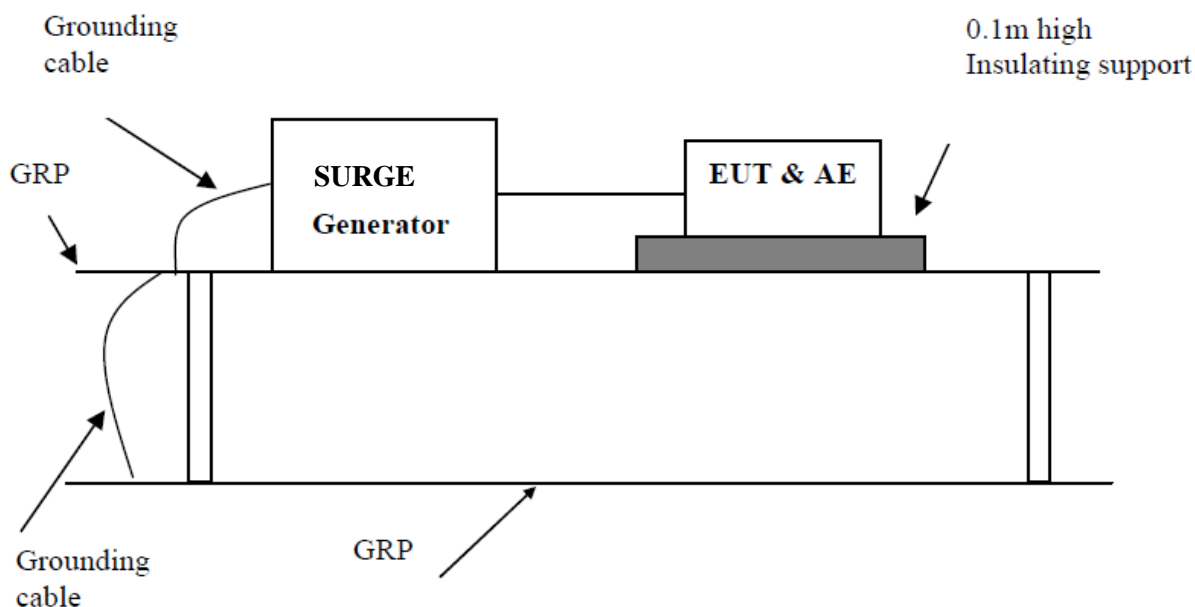 Grounding
cable
0.1m high
Insulating support
GRP
SURGE
Generator
EUT & AE
Grounding
cable
GRP